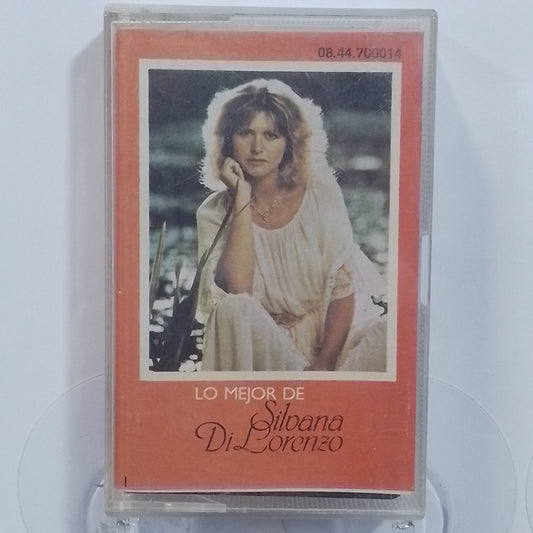 08.44.700014
LO MEJOR DE
Silvana
Di Lorenzo